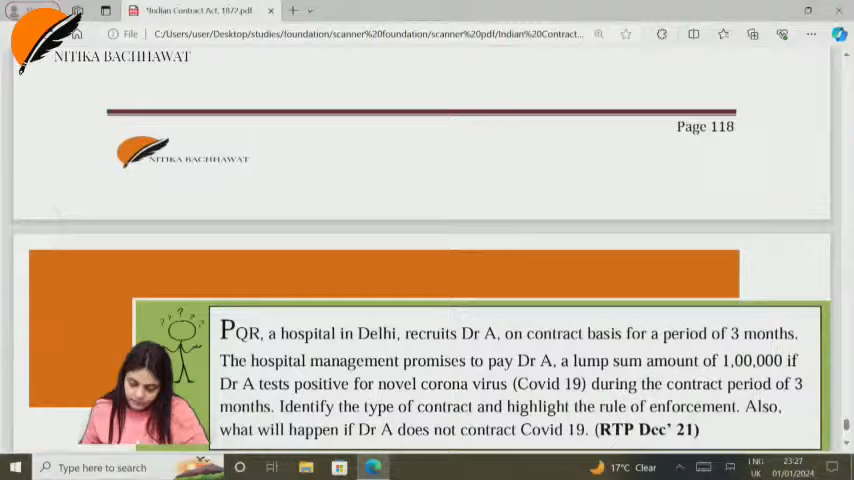 *Indian Contract Act, 1872.pdf
File
C:/Users/user/Desktop/studies/foundation/scanner%20foundation/scanner%20pdf/Indian%20Contract...
NITIKA BACHHAWAT
Page 118
NITIKA BACHHAWAT
PQR, a hospital in Delhi, recruits Dr A, on contract basis for a period of 3 months.
The hospital management promises to pay Dr A, a lump sum amount of 1,00,000 if
Dr A tests positive for novel corona virus (Covid 19) during the contract period of 3
months. Identify the type of contract and highlight the rule of enforcement. Also,
what will happen if Dr A does not contract Covid 19. (RTP Dec' 21)
Type here to search
17°C Clear
ENG
UK
23:27
01/01/2024